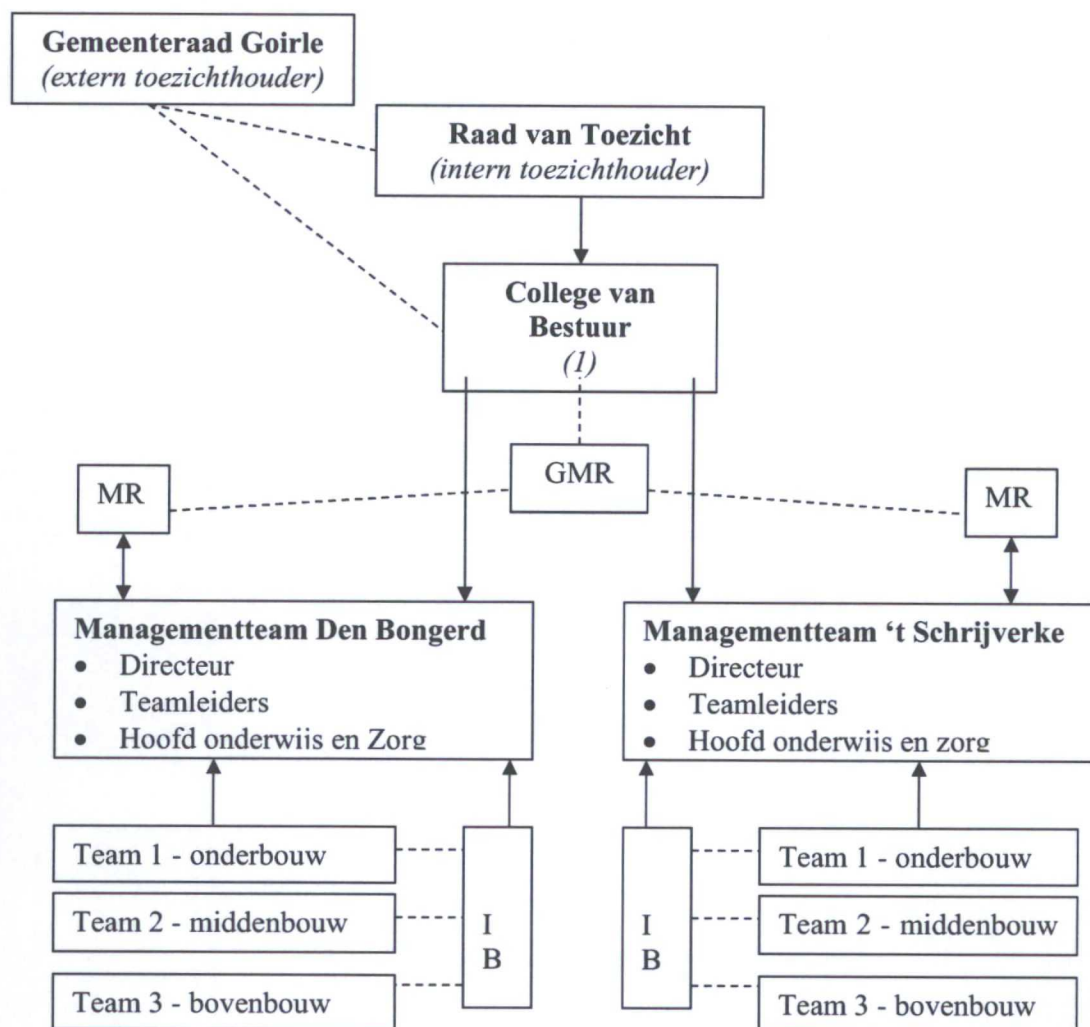 Gemeenteraad Goirle
(extern toezichthouder)
Raad van Toezicht
(intern toezichthouder)
College van
Bestuur
(1)
GMR
MR
MR
Managementteam Den Bongerd
• Directeur
• Teamleiders
• Hoofd onderwijs en Zorg
Managementteam ‘t Schrijverke
• Directeur
• Teamleiders
• Hoofd onderwijs en zorg
Team 1 - onderbouw
Team 2 - middenbouw
Team 3 - bovenbouw
I
B
I
B
Team 1 - onderbouw
Team 2 - middenbouw
Team 3 - bovenbouw